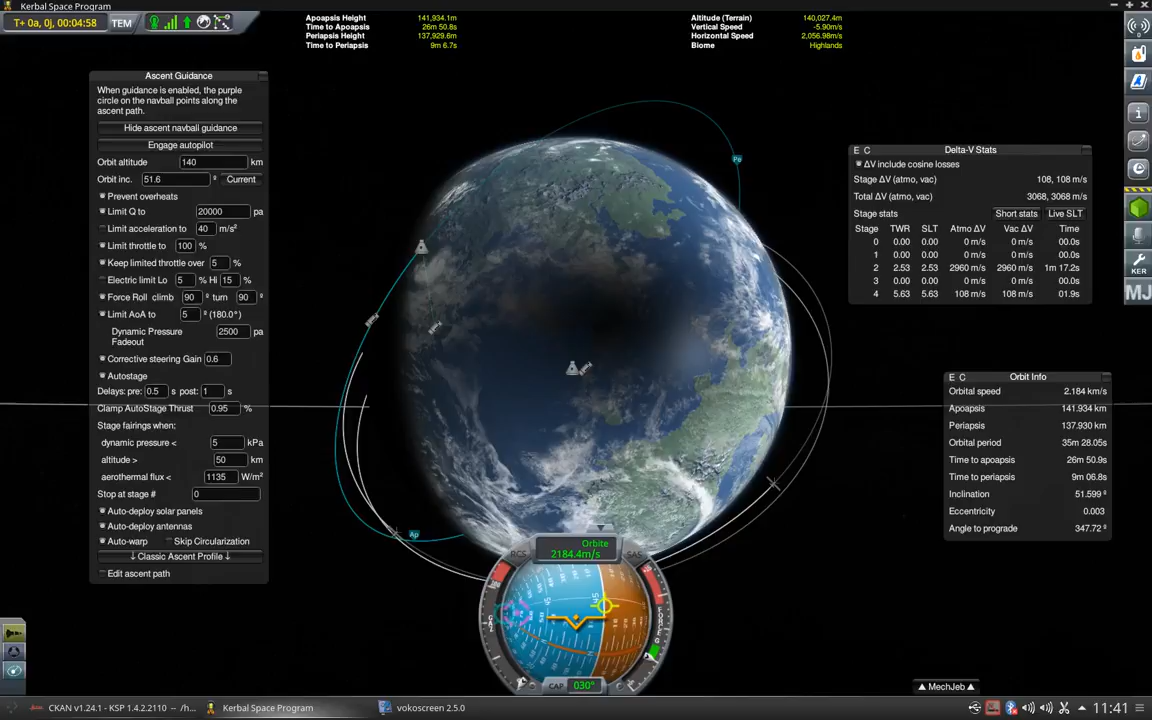 Kerbal Space Program
T+ 0a, 0j, 00:04:58
TEM
Apoapsis Height 141,934.1m
Time to Apoapsis 26m 50.8s
Periapsis Height 137,929.6m
Time to Periapsis 9m 6.7s
Altitude (Terrain) 140,027.4m
Vertical Speed -5.90m/s
Horizontal Speed 2,056.98m/s
Biome Highlands
Ascent Guidance
When guidance is enabled, the purple
circle on the navball points along the
ascent path.
Hide ascent navball guidance
Engage autopilot
Orbit altitude 140 km
Orbit inc. 51.6 º Current
Prevent overheats
Limit Q to 20000 pa
Limit acceleration to 40 m/s²
Limit throttle to 100 %
Keep limited throttle over 5 %
Electric limit Lo 5 % Hi 15 %
Force Roll climb 90 º turn 90 º
Limit AoA to 5 º (180.0°)
Dynamic Pressure
Fadeout
2500 pa
Corrective steering Gain 0.6
Autostage
Delays: pre: 0.5 s post: 1 s
Clamp AutoStage Thrust 0.95 %
Stage fairings when:
dynamic pressure < 5 kPa
altitude > 50 km
aerothermal flux < 1135 W/m²
Stop at stage # 0
Auto-deploy solar panels
Auto-deploy antennas
Auto-warp Skip Circularization
↓ Classic Ascent Profile ↓
Edit ascent path
Pe
Ap
E C Delta-V Stats
ΔV include cosine losses
Stage ΔV (atmo, vac) 108, 108 m/s
Total ΔV (atmo, vac) 3068, 3068 m/s
Stage stats Short stats Live SLT
Stage TWR SLT Atmo ΔV Vac ΔV Time
0 0.00 0.00 0 m/s 0 m/s 00.0s
1 0.00 0.00 0 m/s 0 m/s 00.0s
2 2.53 2.53 2960 m/s 2960 m/s 1m 17.2s
3 0.00 0.00 0 m/s 0 m/s 00.0s
4 5.63 5.63 108 m/s 108 m/s 01.9s
KER
MJ
E C Orbit Info
Orbital speed 2.184 km/s
Apoapsis 141.934 km
Periapsis 137.930 km
Orbital period 35m 28.05s
Time to apoapsis 26m 50.9s
Time to periapsis 9m 06.8s
Inclination 51.599 º
Eccentricity 0.003
Angle to prograde 347.72 º
Orbite
2184.4m/s
RCS
SAS
CAP 030°
▲ MechJeb ▲
CKAN v1.24.1 - KSP 1.4.2.2110 -- /h...
Kerbal Space Program
vokoscreen 2.5.0
11:41